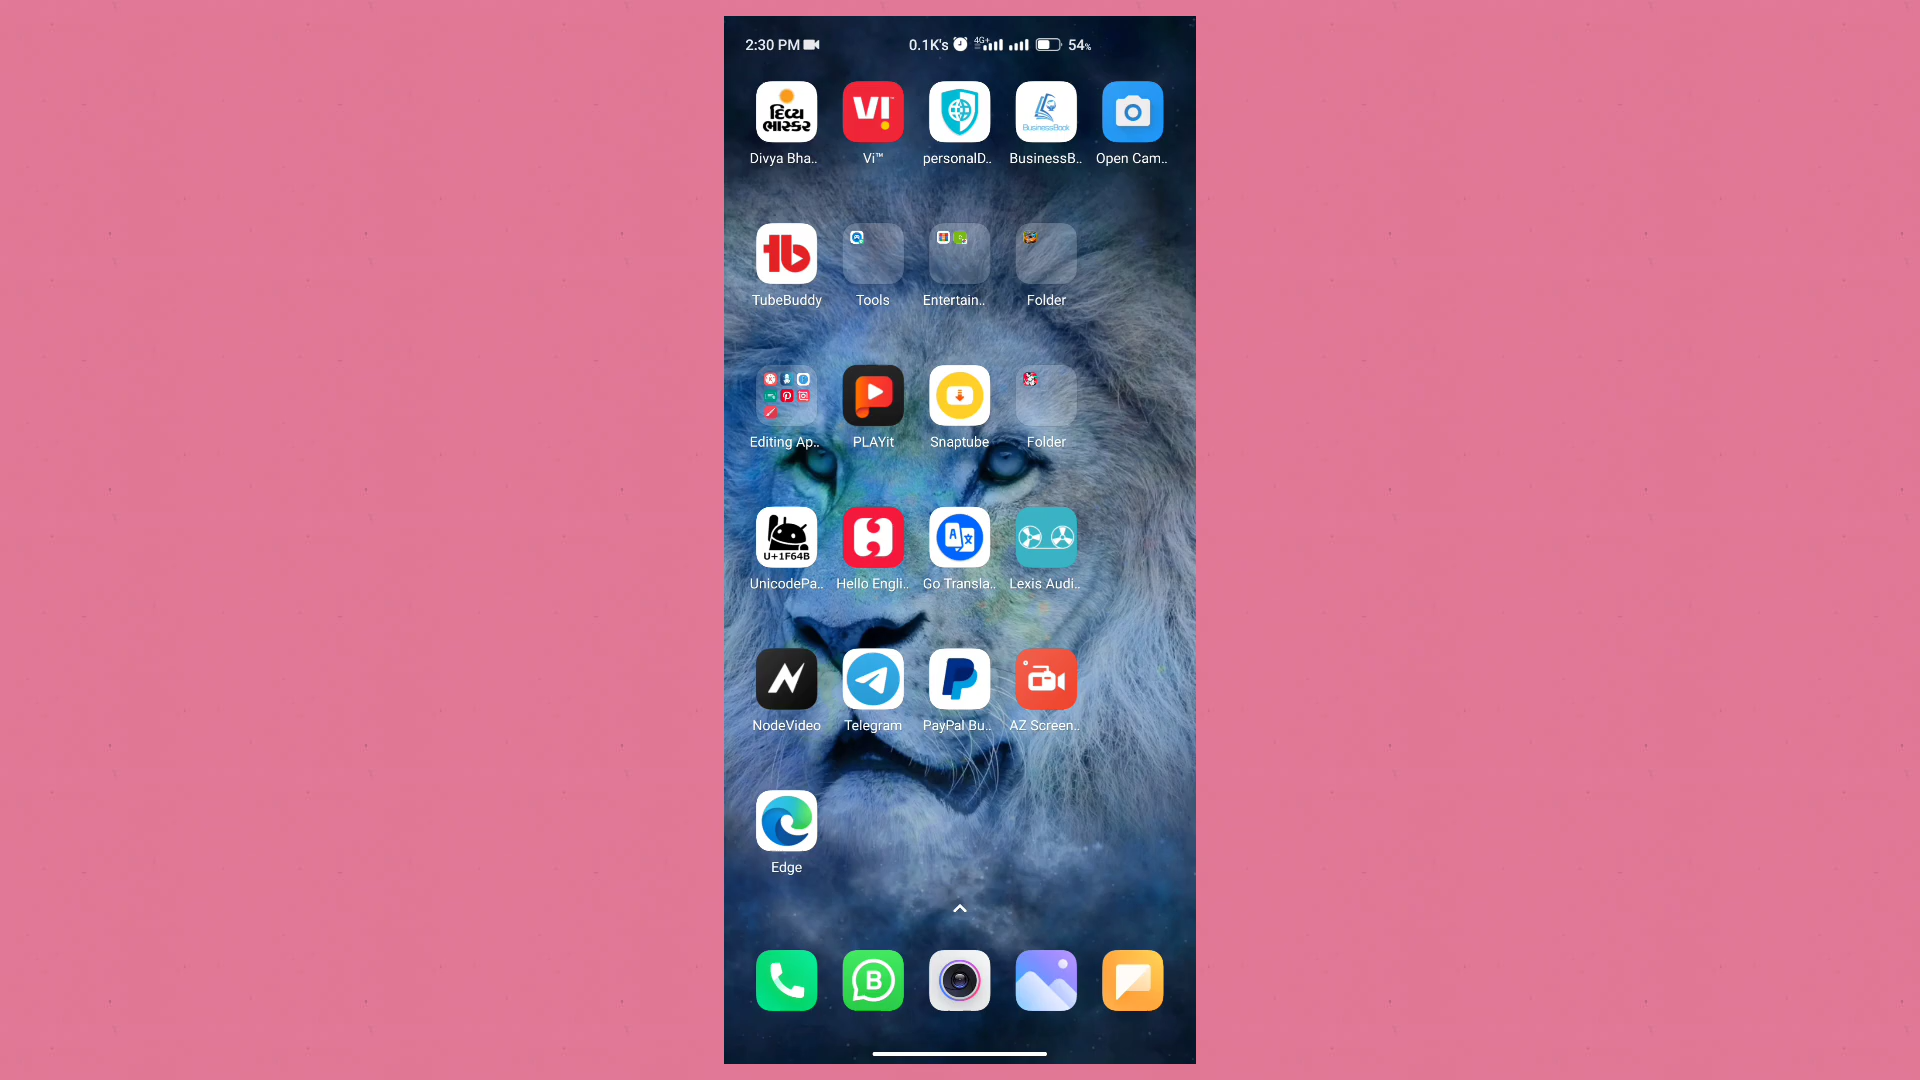 2:30 PM 0.1K's 4G+ 54%
દિવ્ય ભાસ્કર
VI
BusinessBook
Divya Bha.. Vi™ personalD.. BusinessB.. Open Cam..
TubeBuddy Tools Entertain.. Folder
Editing Ap.. PLAYit Snaptube Folder
U+1F64B
UnicodePa.. Hello Engli.. Go Transla.. Lexis Audi..
NodeVideo Telegram PayPal Bu.. AZ Screen..
Edge
B